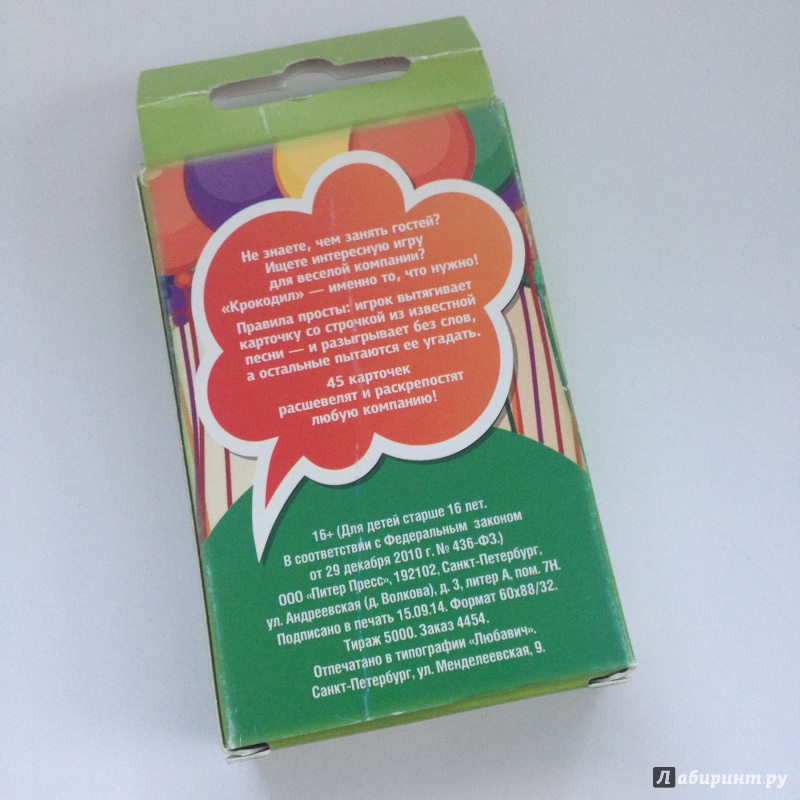 Не знаете, чем занять гостей?
Ищете интересную игру
для веселой компании?
«Крокодил» — именно то, что нужно!
Правила просты: игрок вытягивает
карточку со строчкой из известной
песни — и разыгрывает без слов,
а остальные пытаются ее угадать.
45 карточек
расшевелят и раскрепостят
любую компанию!
16+ (Для детей старше 16 лет.
В соответствии с Федеральным законом
от 29 декабря 2010 г. № 436-ФЗ.)
ООО «Питер Пресс», 192102, Санкт-Петербург,
ул. Андреевская (д. Волкова), д. 3, литер А, пом. 7Н.
Подписано в печать 15.09.14. Формат 60х88/32.
Тираж 5000. Заказ 4454.
Отпечатано в типографии «Любавич».
Санкт-Петербург, ул. Менделеевская, 9.
Лабиринт.ру